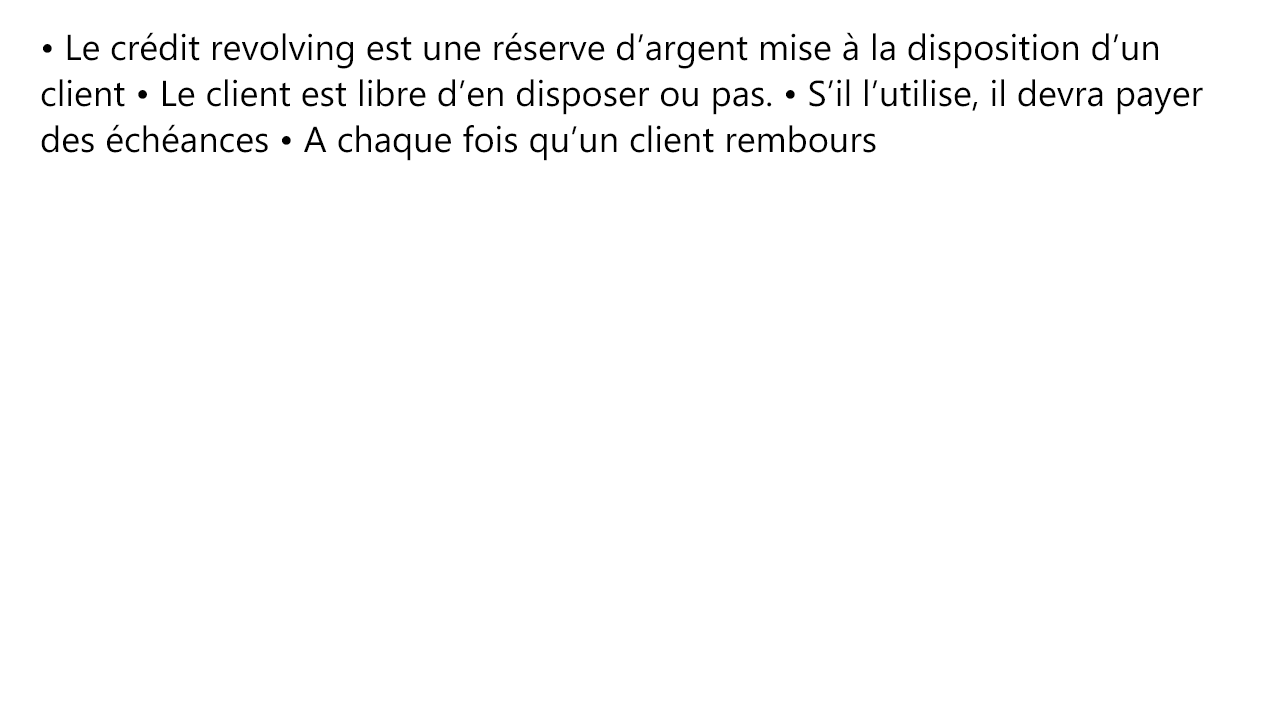 • Le crédit revolving est une réserve d’argent mise à la disposition d’un
client • Le client est libre d’en disposer ou pas. • S’il l’utilise, il devra payer
des échéances • A chaque fois qu’un client rembours